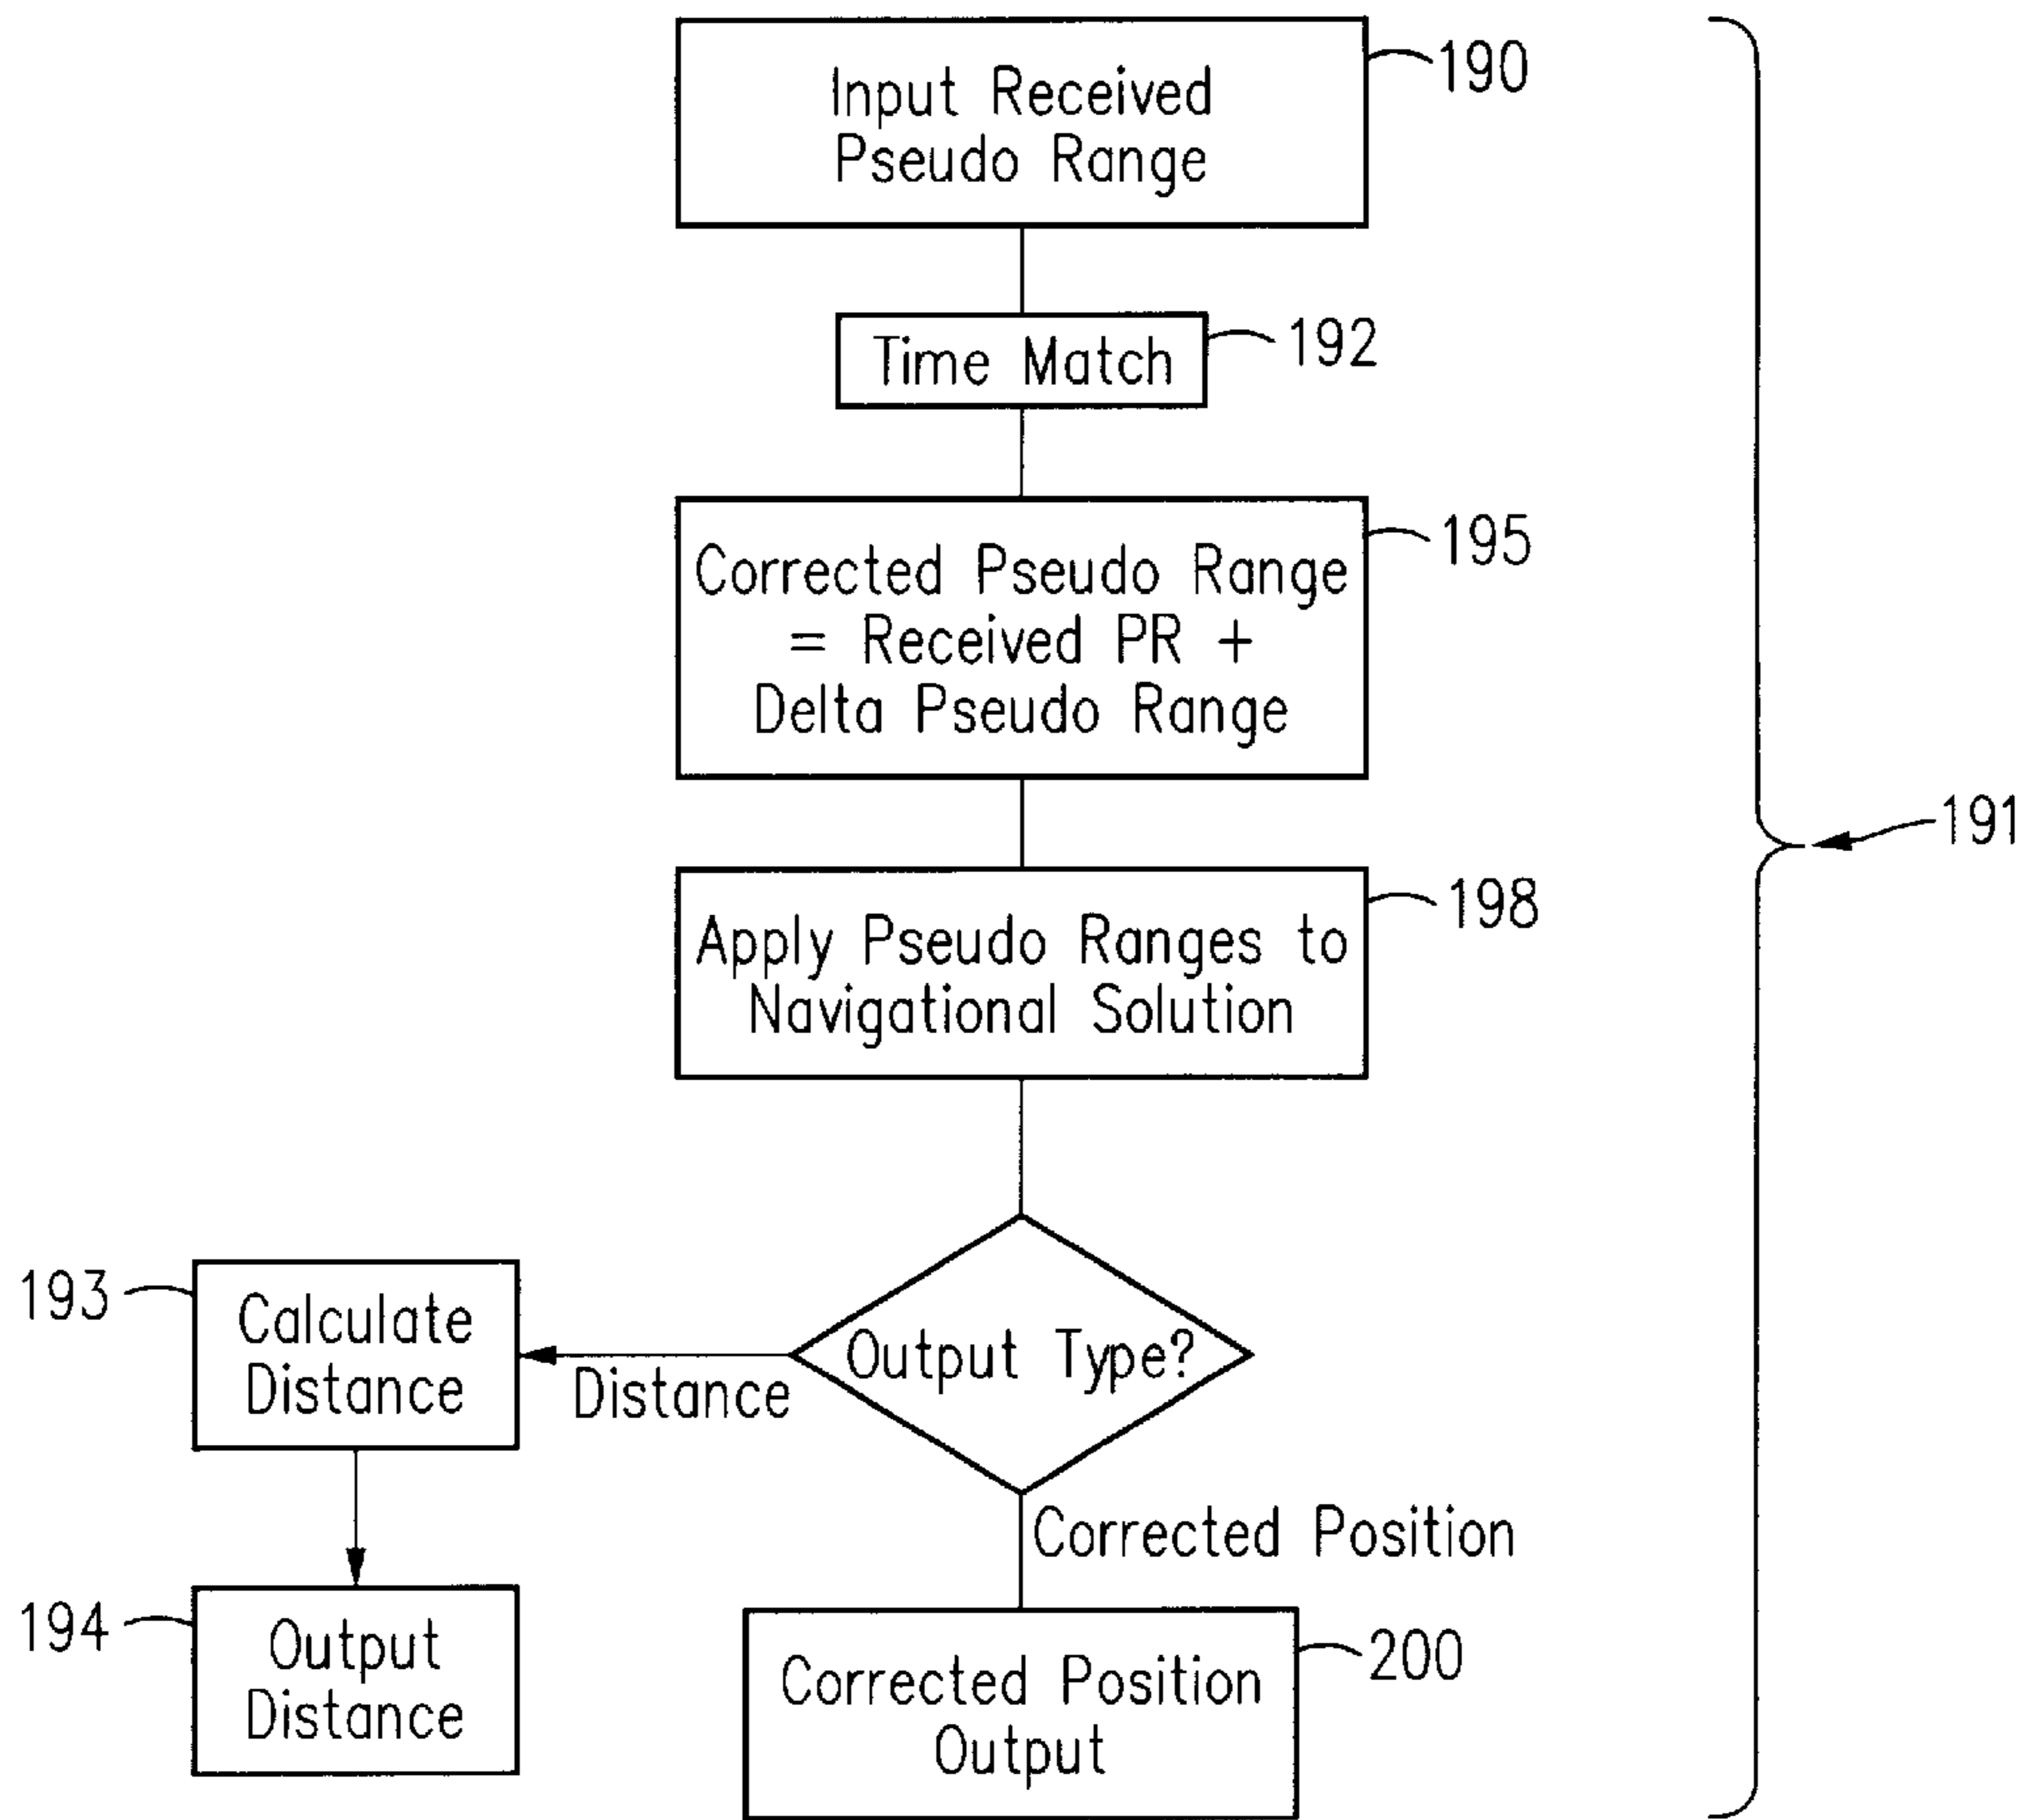 Input Received
Pseudo Range
190
Time Match
192
Corrected Pseudo Range
= Received PR +
Delta Pseudo Range
195
191
Apply Pseudo Ranges to
Navigational Solution
198
Output Type?
Distance
193
Calculate
Distance
194
Output
Distance
Corrected Position
Corrected Position
Output
200